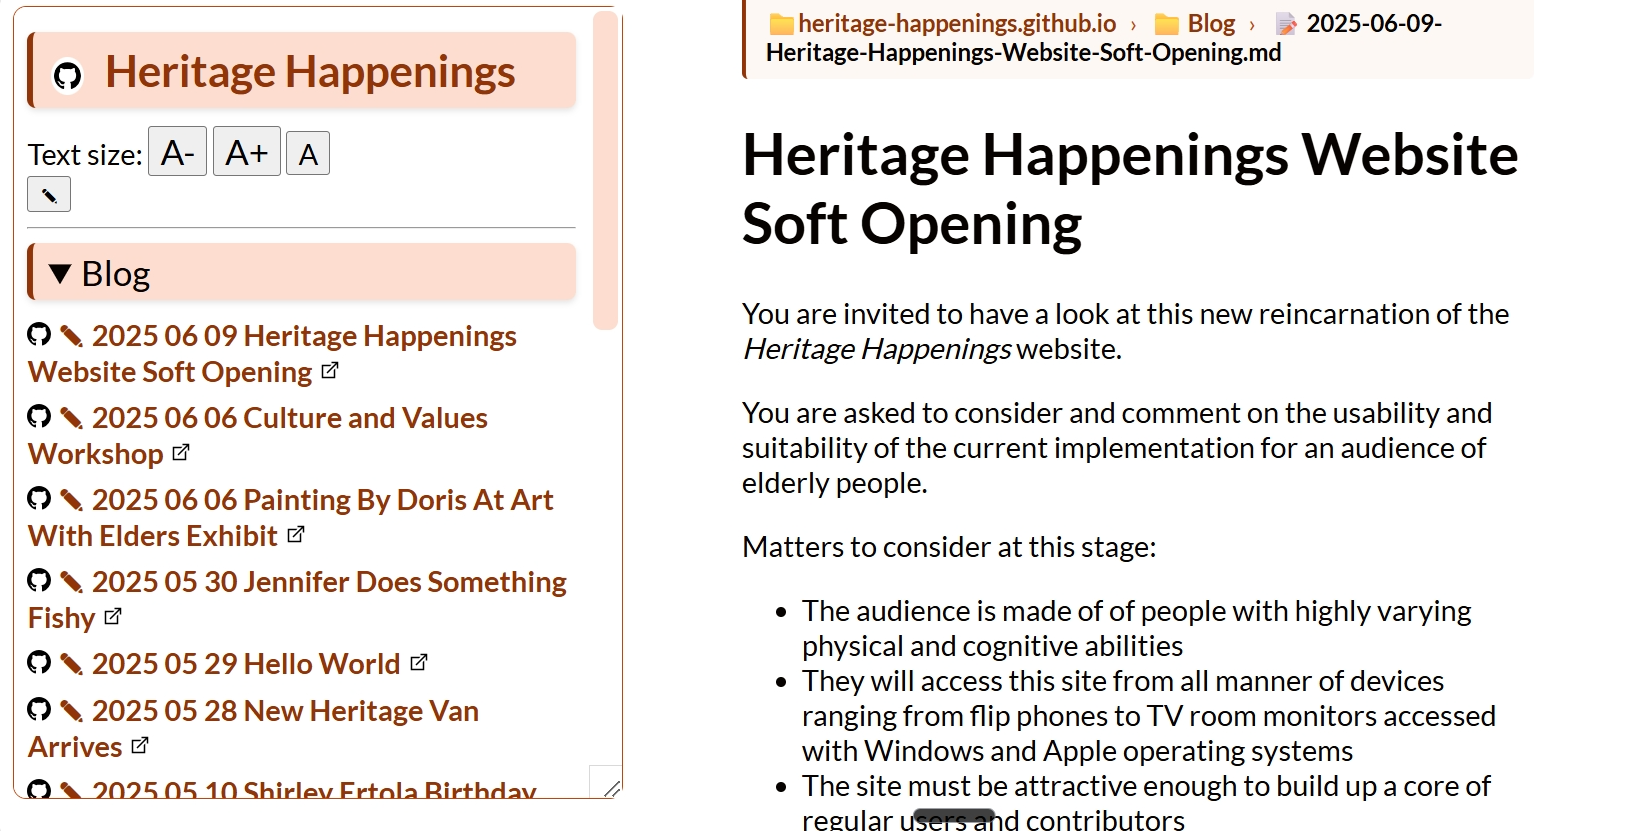 Heritage Happenings
Text size: A- A+ A
▼ Blog
2025 06 09 Heritage Happenings
Website Soft Opening
2025 06 06 Culture and Values
Workshop
2025 06 06 Painting By Doris At Art
With Elders Exhibit
2025 05 30 Jennifer Does Something
Fishy
2025 05 29 Hello World
2025 05 28 New Heritage Van
Arrives
2025 05 10 Shirley Ertola Birthday
heritage-happenings.github.io › Blog › 2025-06-09-
Heritage-Happenings-Website-Soft-Opening.md
Heritage Happenings Website
Soft Opening
You are invited to have a look at this new reincarnation of the
Heritage Happenings website.
You are asked to consider and comment on the usability and
suitability of the current implementation for an audience of
elderly people.
Matters to consider at this stage:
• The audience is made of of people with highly varying
physical and cognitive abilities
• They will access this site from all manner of devices
ranging from flip phones to TV room monitors accessed
with Windows and Apple operating systems
• The site must be attractive enough to build up a core of
regular users and contributors